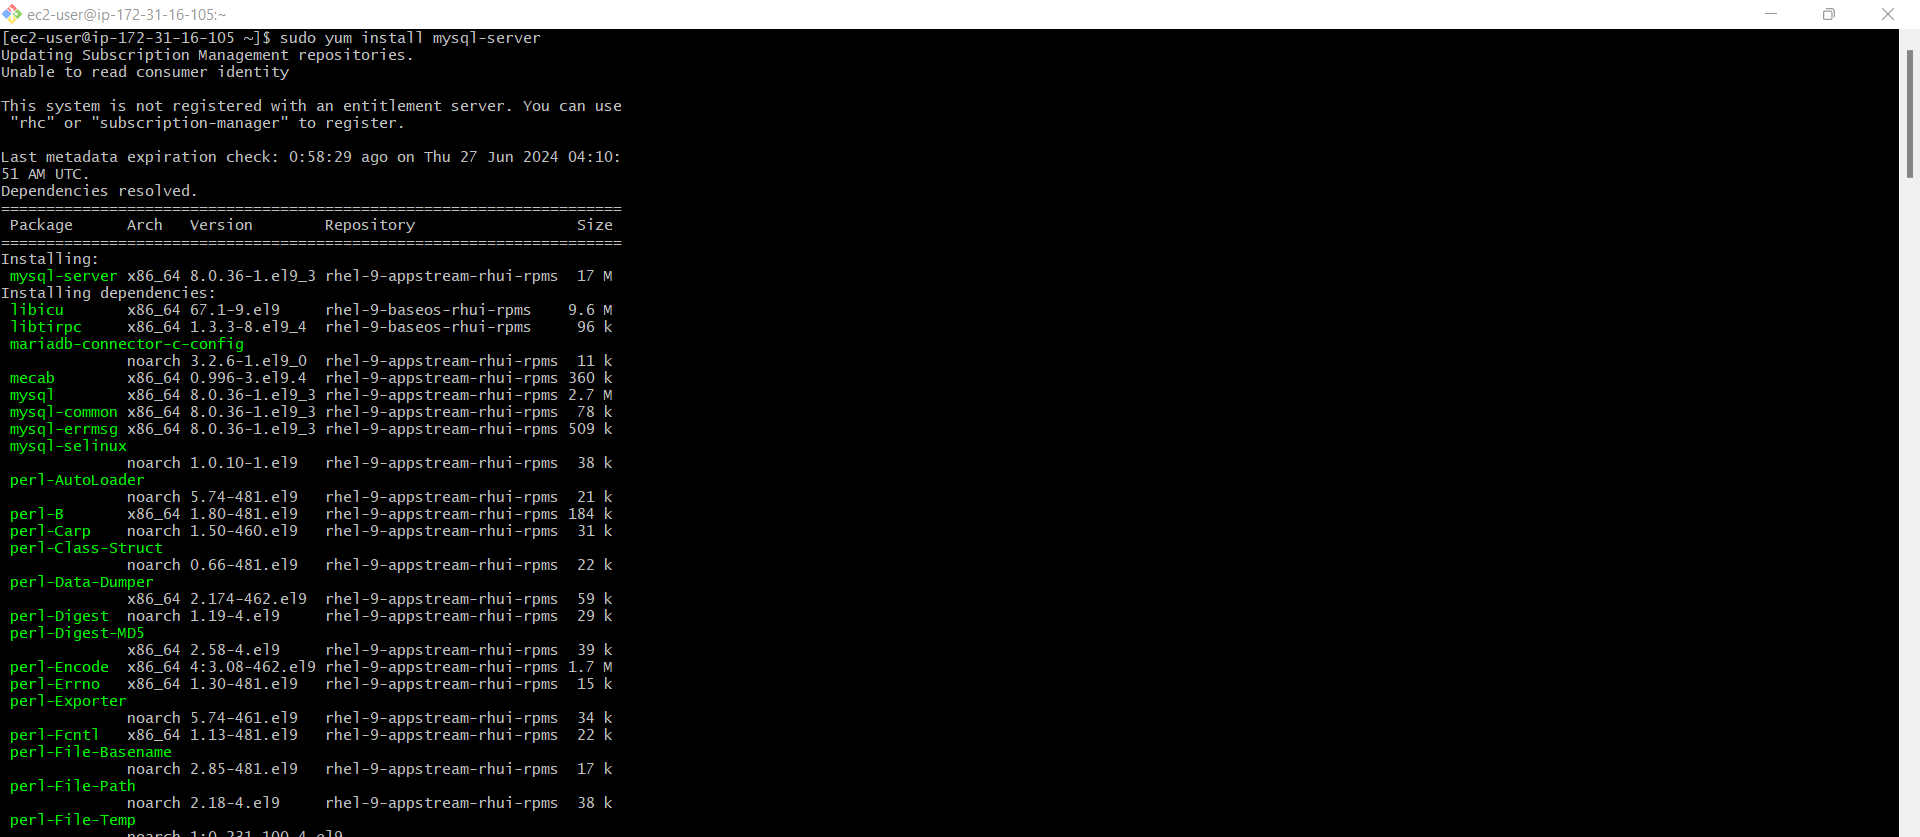 ec2-user@ip-172-31-16-105:~
[ec2-user@ip-172-31-16-105 ~]$ sudo yum install mysql-server
Updating Subscription Management repositories.
Unable to read consumer identity
This system is not registered with an entitlement server. You can use
"rhc" or "subscription-manager" to register.
Last metadata expiration check: 0:58:29 ago on Thu 27 Jun 2024 04:10:
51 AM UTC.
Dependencies resolved.
=====================================================================
Package Arch Version Repository Size
=====================================================================
Installing:
mysql-server x86_64 8.0.36-1.el9_3 rhel-9-appstream-rhui-rpms 17 M
Installing dependencies:
libicu x86_64 67.1-9.el9 rhel-9-baseos-rhui-rpms 9.6 M
libtirpc x86_64 1.3.3-8.el9_4 rhel-9-baseos-rhui-rpms 96 k
mariadb-connector-c-config
noarch 3.2.6-1.el9_0 rhel-9-appstream-rhui-rpms 11 k
mecab x86_64 0.996-3.el9.4 rhel-9-appstream-rhui-rpms 360 k
mysql x86_64 8.0.36-1.el9_3 rhel-9-appstream-rhui-rpms 2.7 M
mysql-common x86_64 8.0.36-1.el9_3 rhel-9-appstream-rhui-rpms 78 k
mysql-errmsg x86_64 8.0.36-1.el9_3 rhel-9-appstream-rhui-rpms 509 k
mysql-selinux
noarch 1.0.10-1.el9 rhel-9-appstream-rhui-rpms 38 k
perl-AutoLoader
noarch 5.74-481.el9 rhel-9-appstream-rhui-rpms 21 k
perl-B x86_64 1.80-481.el9 rhel-9-appstream-rhui-rpms 184 k
perl-Carp noarch 1.50-460.el9 rhel-9-appstream-rhui-rpms 31 k
perl-Class-Struct
noarch 0.66-481.el9 rhel-9-appstream-rhui-rpms 22 k
perl-Data-Dumper
x86_64 2.174-462.el9 rhel-9-appstream-rhui-rpms 59 k
perl-Digest noarch 1.19-4.el9 rhel-9-appstream-rhui-rpms 29 k
perl-Digest-MD5
x86_64 2.58-4.el9 rhel-9-appstream-rhui-rpms 39 k
perl-Encode x86_64 4:3.08-462.el9 rhel-9-appstream-rhui-rpms 1.7 M
perl-Errno x86_64 1.30-481.el9 rhel-9-appstream-rhui-rpms 15 k
perl-Exporter
noarch 5.74-461.el9 rhel-9-appstream-rhui-rpms 34 k
perl-Fcntl x86_64 1.13-481.el9 rhel-9-appstream-rhui-rpms 22 k
perl-File-Basename
noarch 2.85-481.el9 rhel-9-appstream-rhui-rpms 17 k
perl-File-Path
noarch 2.18-4.el9 rhel-9-appstream-rhui-rpms 38 k
perl-File-Temp
noarch 1:0.231.100-4.el9